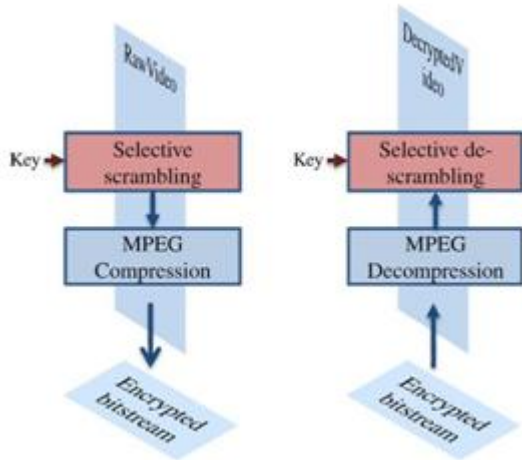 RawVideo
Key
Selective
scrambling
MPEG
Compression
Encrypted
bitstream
DecryptedV
ideo
Key
Selective de-
scrambling
MPEG
Decompression
Encrypted
bitstream